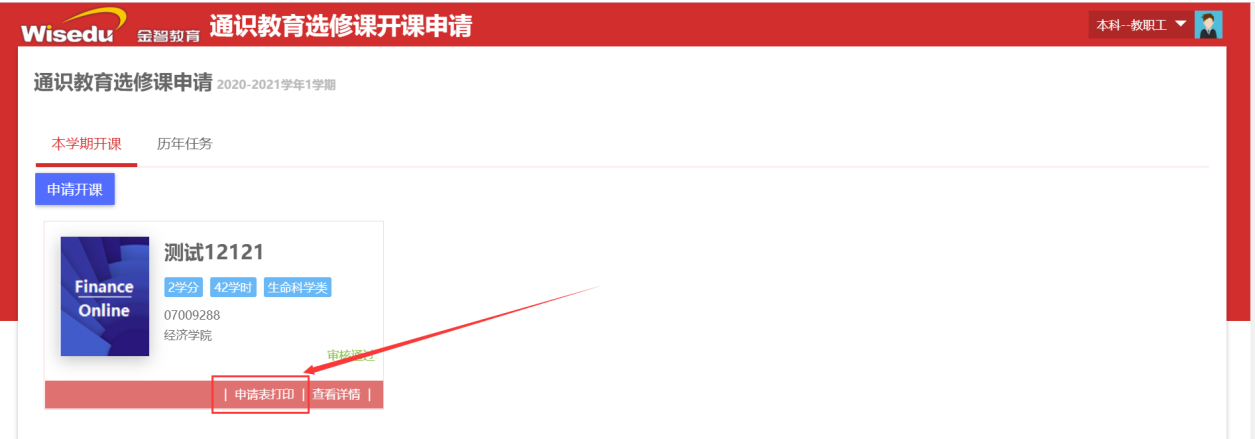 Wisedu 金智教育 通识教育选修课开课申请 本科--教职工
通识教育选修课申请 2020-2021学年1学期
本学期开课 历年任务
申请开课
Finance
Online
测试12121
2学分 42学时 生命科学类
07009288
经济学院
审核通过
| 申请表打印 | 查看详情 |